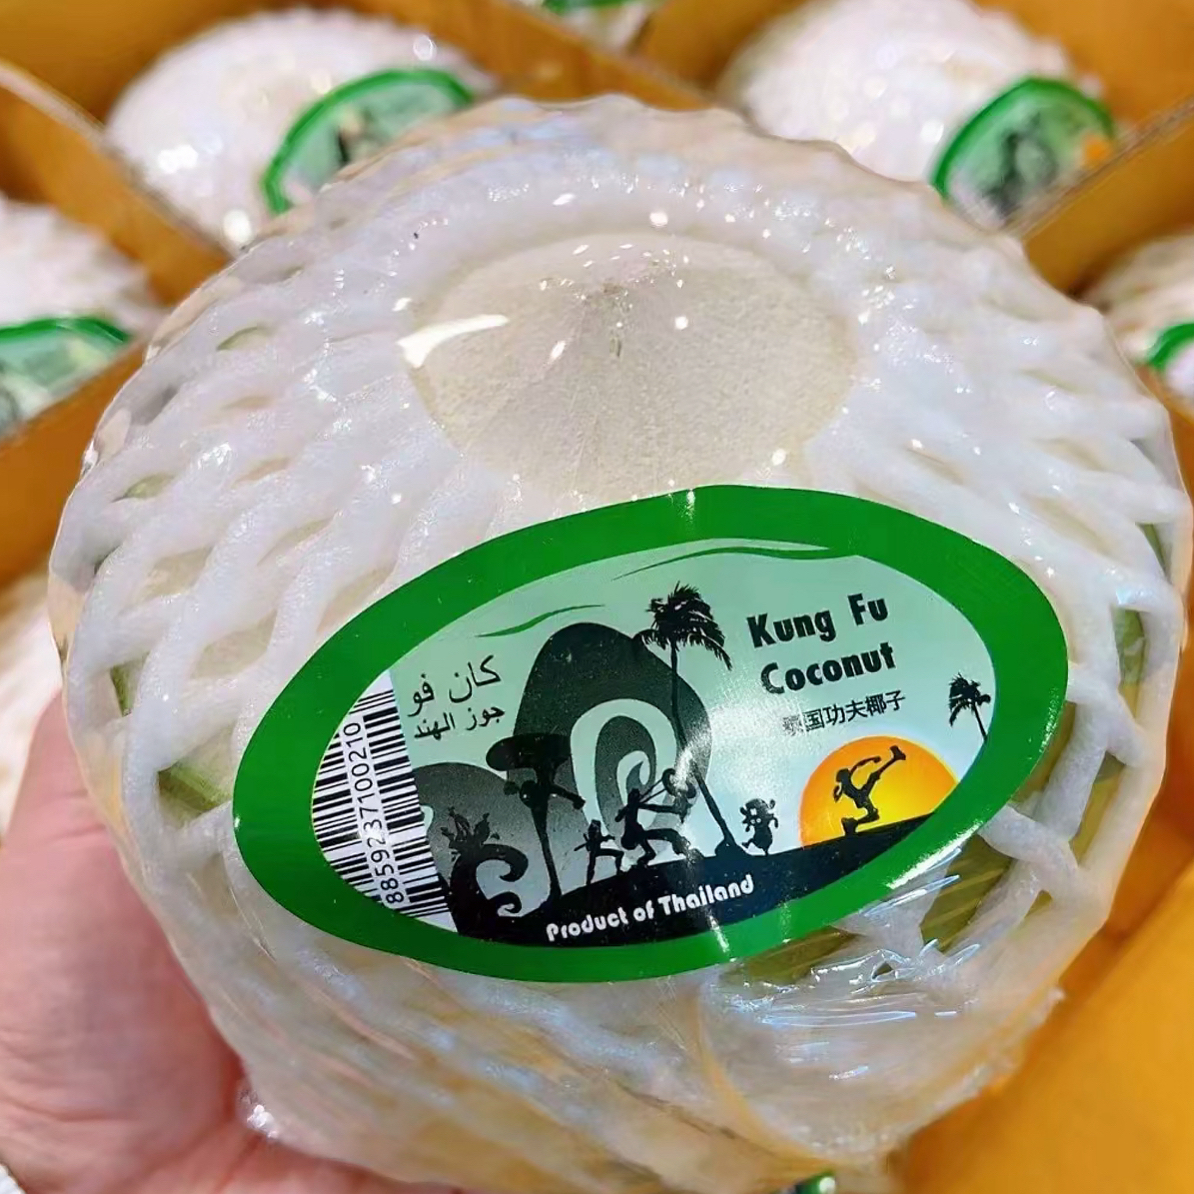 Kung Fu
Coconut
泰国功夫椰子
كان فو
جوز الهند
8859237100210
Product of Thailand